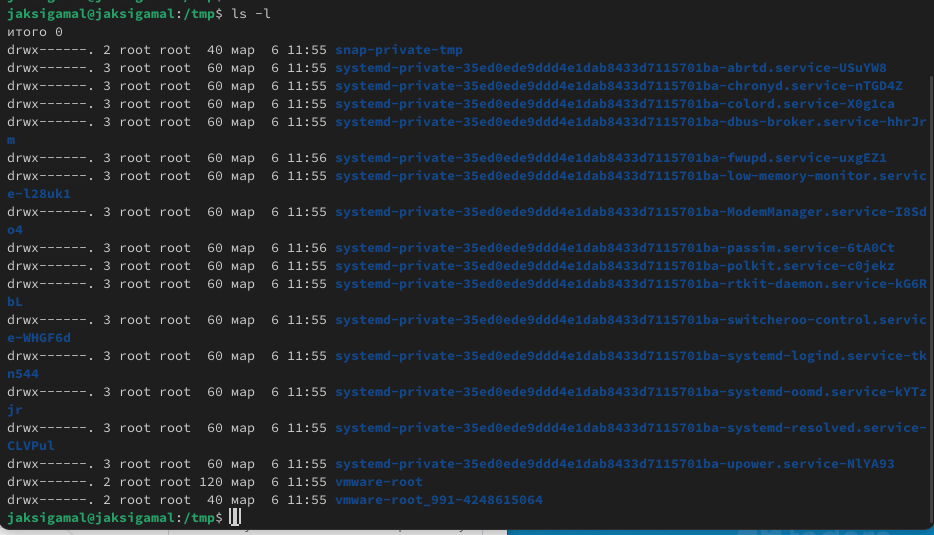 jaksigamal@jaksigamal:/tmp$ ls -l
итого 0
drwx------. 2 root root  40 мар  6 11:55 snap-private-tmp
drwx------. 3 root root  60 мар  6 11:55 systemd-private-35ed0ede9ddd4e1dab8433d7115701ba-abrtd.service-USuYW8
drwx------. 3 root root  60 мар  6 11:55 systemd-private-35ed0ede9ddd4e1dab8433d7115701ba-chronyd.service-nTGD4Z
drwx------. 3 root root  60 мар  6 11:55 systemd-private-35ed0ede9ddd4e1dab8433d7115701ba-colord.service-X0g1ca
drwx------. 3 root root  60 мар  6 11:55 systemd-private-35ed0ede9ddd4e1dab8433d7115701ba-dbus-broker.service-hhrJr
m
drwx------. 3 root root  60 мар  6 11:56 systemd-private-35ed0ede9ddd4e1dab8433d7115701ba-fwupd.service-uxgEZ1
drwx------. 3 root root  60 мар  6 11:55 systemd-private-35ed0ede9ddd4e1dab8433d7115701ba-low-memory-monitor.servic
e-l28uk1
drwx------. 3 root root  60 мар  6 11:55 systemd-private-35ed0ede9ddd4e1dab8433d7115701ba-ModemManager.service-I8Sd
o4
drwx------. 3 root root  60 мар  6 11:56 systemd-private-35ed0ede9ddd4e1dab8433d7115701ba-passim.service-6tA0Ct
drwx------. 3 root root  60 мар  6 11:55 systemd-private-35ed0ede9ddd4e1dab8433d7115701ba-polkit.service-c0jekz
drwx------. 3 root root  60 мар  6 11:55 systemd-private-35ed0ede9ddd4e1dab8433d7115701ba-rtkit-daemon.service-kG6R
bL
drwx------. 3 root root  60 мар  6 11:55 systemd-private-35ed0ede9ddd4e1dab8433d7115701ba-switcheroo-control.servic
e-WHGF6d
drwx------. 3 root root  60 мар  6 11:55 systemd-private-35ed0ede9ddd4e1dab8433d7115701ba-systemd-logind.service-tk
n544
drwx------. 3 root root  60 мар  6 11:55 systemd-private-35ed0ede9ddd4e1dab8433d7115701ba-systemd-oomd.service-kYTz
jr
drwx------. 3 root root  60 мар  6 11:55 systemd-private-35ed0ede9ddd4e1dab8433d7115701ba-systemd-resolved.service-
CLVPul
drwx------. 3 root root  60 мар  6 11:55 systemd-private-35ed0ede9ddd4e1dab8433d7115701ba-upower.service-NlYA93
drwx------. 2 root root 120 мар  6 11:55 vmware-root
drwx------. 2 root root  40 мар  6 11:55 vmware-root_991-4248615064
jaksigamal@jaksigamal:/tmp$